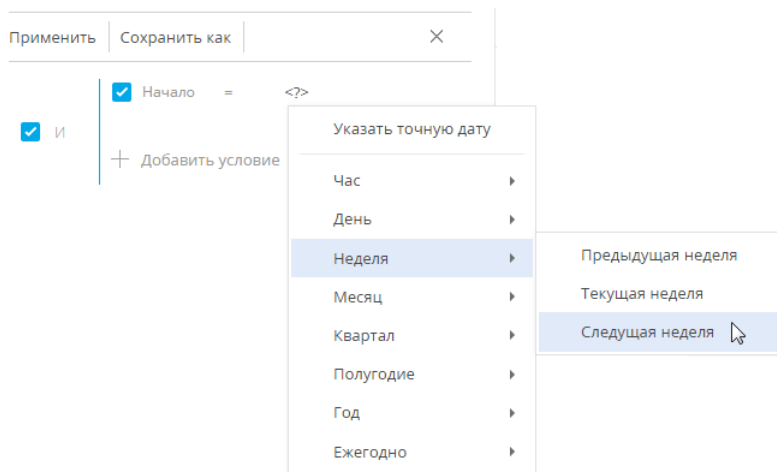 Применить Сохранить как
Начало = <?>
И
Добавить условие
Указать точную дату
Час
День
Неделя
Месяц
Квартал
Полугодие
Год
Ежегодно
Предыдущая неделя
Текущая неделя
Следущая неделя